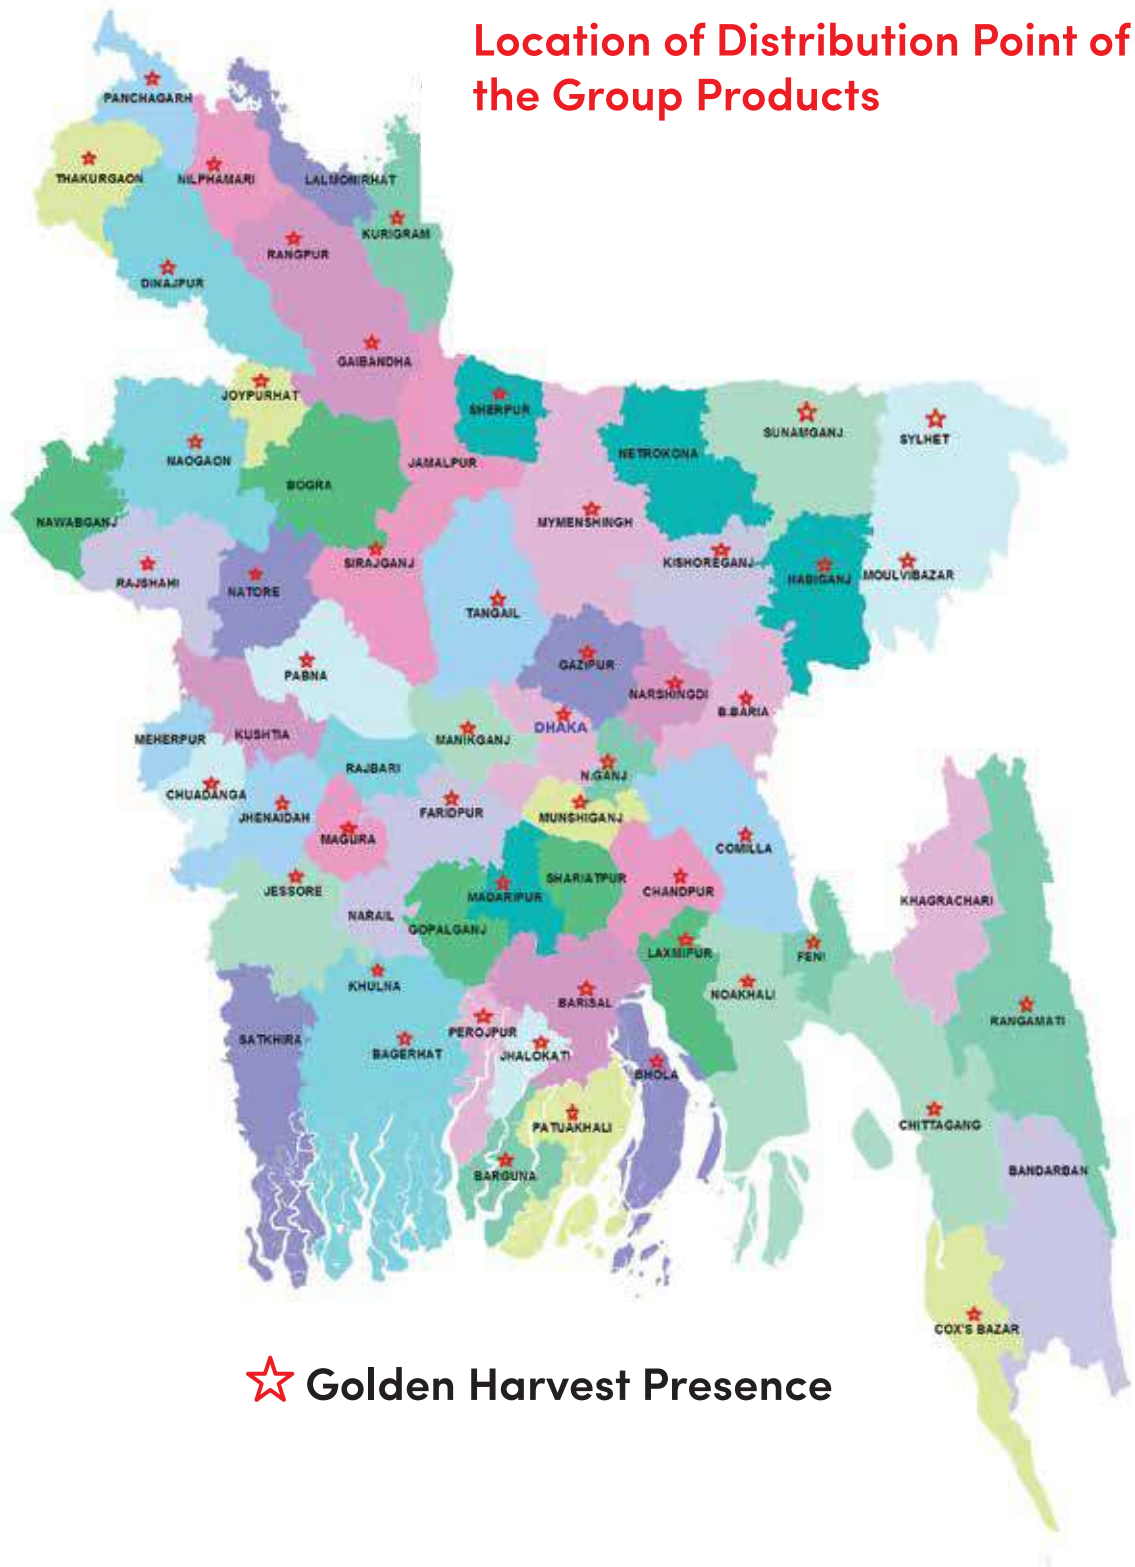 Location of Distribution Point of
the Group Products
PANCHAGARH
THAKURGAON
NILPHAMARI
LALMONIRHAT
KURIGRAM
RANGPUR
DINAJPUR
GAIBANDHA
JOYPURHAT
SHERPUR
SUNAMGANJ
SYLHET
NAOGAON
JAMALPUR
NETROKONA
BOGRA
NAWABGANJ
MYMENSHINGH
RAJSHAHI
NATORE
SIRAJGANJ
KISHOREGANJ
HABIGANJ
MOULVIBAZAR
TANGAIL
PABNA
GAZIPUR
NARSHINGDI
B.BARIA
MEHERPUR
KUSHTIA
MANIKGANJ
DHAKA
RAJBARI
N.GANJ
CHUADANGA
JHENAIDAH
FARIDPUR
MUNSHIGANJ
MAGURA
COMILLA
JESSORE
MADARIPUR
SHARIATPUR
CHANDPUR
KHAGRACHARI
NARAIL
GOPALGANJ
LAXMIPUR
FENI
KHULNA
BARISAL
NOAKHALI
RANGAMATI
SATKHIRA
BAGERHAT
PEROJPUR
JHALOKATI
BHOLA
PATUAKHALI
CHITTAGANG
BARGUNA
BANDARBAN
COX'S BAZAR
Golden Harvest Presence